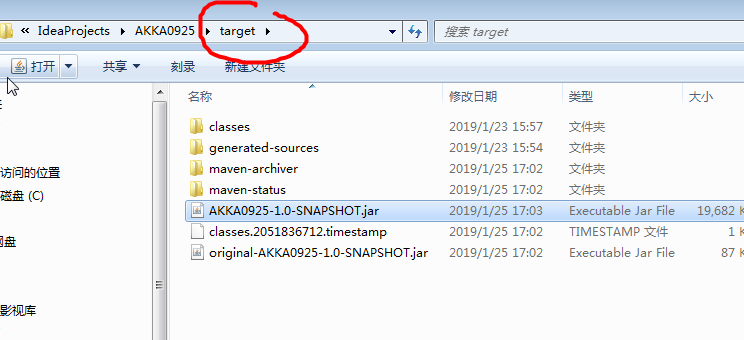 « IdeaProjects ▸ AKKA0925 ▸ target ▸
搜索 target
打开 共享 刻录 新建文件夹
名称 修改日期 类型 大小
classes 2019/1/23 15:57 文件夹
generated-sources 2019/1/23 15:54 文件夹
maven-archiver 2019/1/25 17:02 文件夹
maven-status 2019/1/25 17:02 文件夹
AKKA0925-1.0-SNAPSHOT.jar 2019/1/25 17:03 Executable Jar File 19,682 K
classes.2051836712.timestamp 2019/1/25 17:02 TIMESTAMP 文件 1 K
original-AKKA0925-1.0-SNAPSHOT.jar 2019/1/25 17:02 Executable Jar File 87 K
访问的位置
磁盘 (C)
网盘
影视库